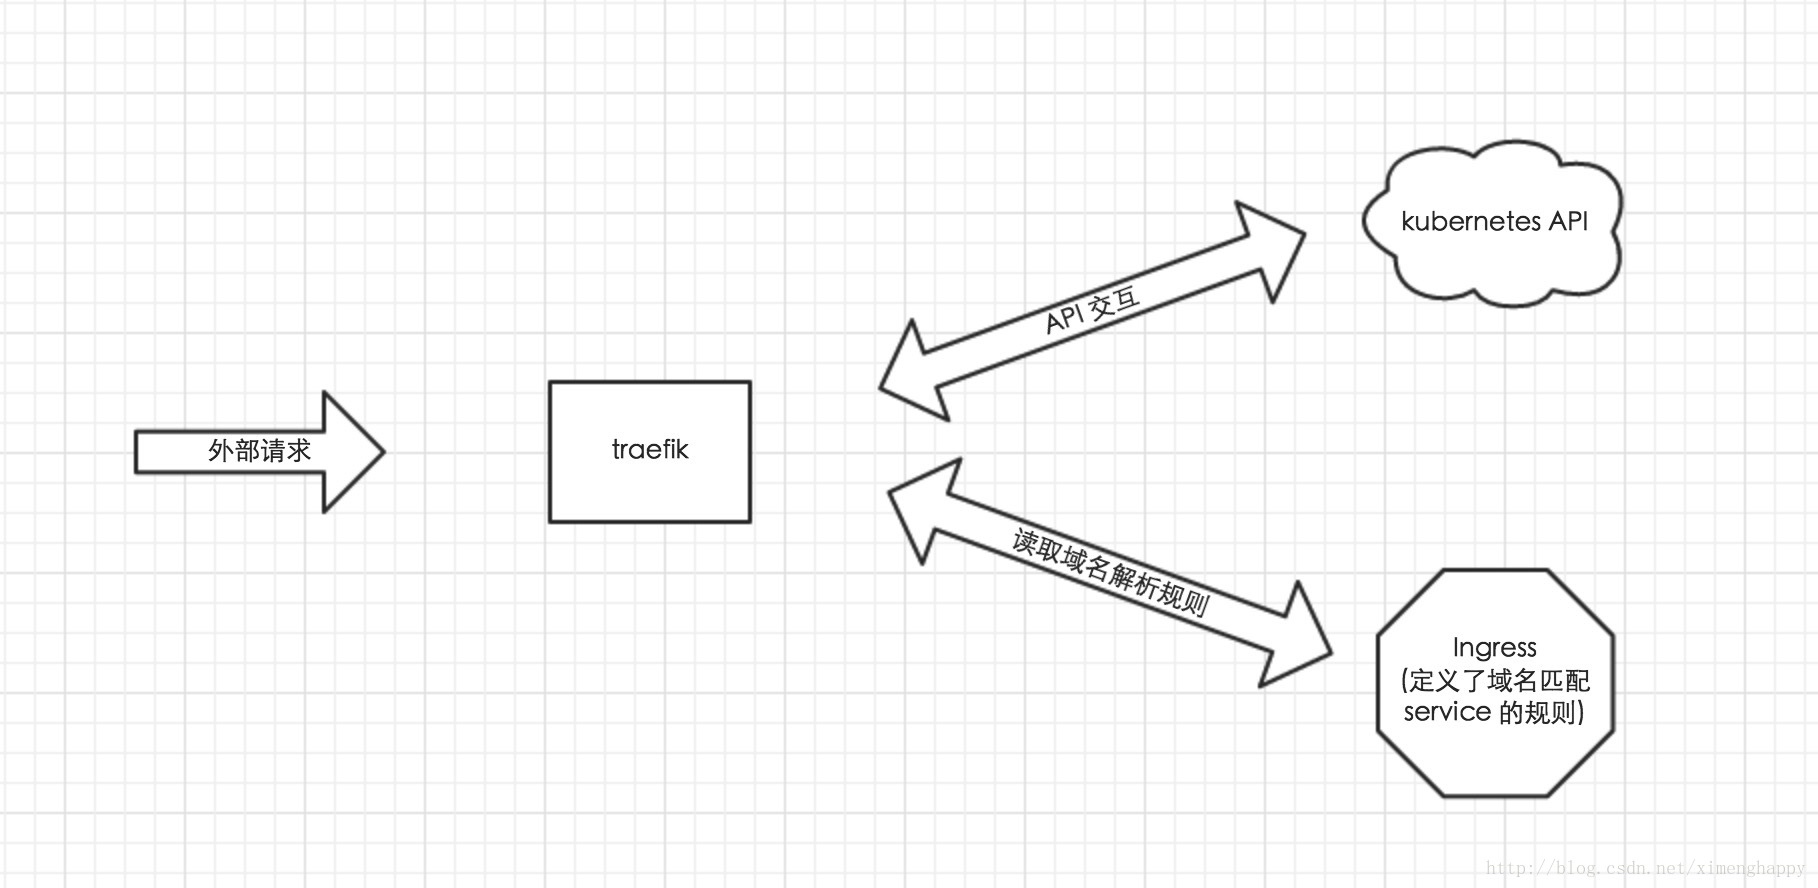 kubernetes API
API 交互
外部请求
traefik
读取域名解析规则
Ingress
(定义了域名匹配
service 的规则)
http://blog.csdn.net/ximenghappy